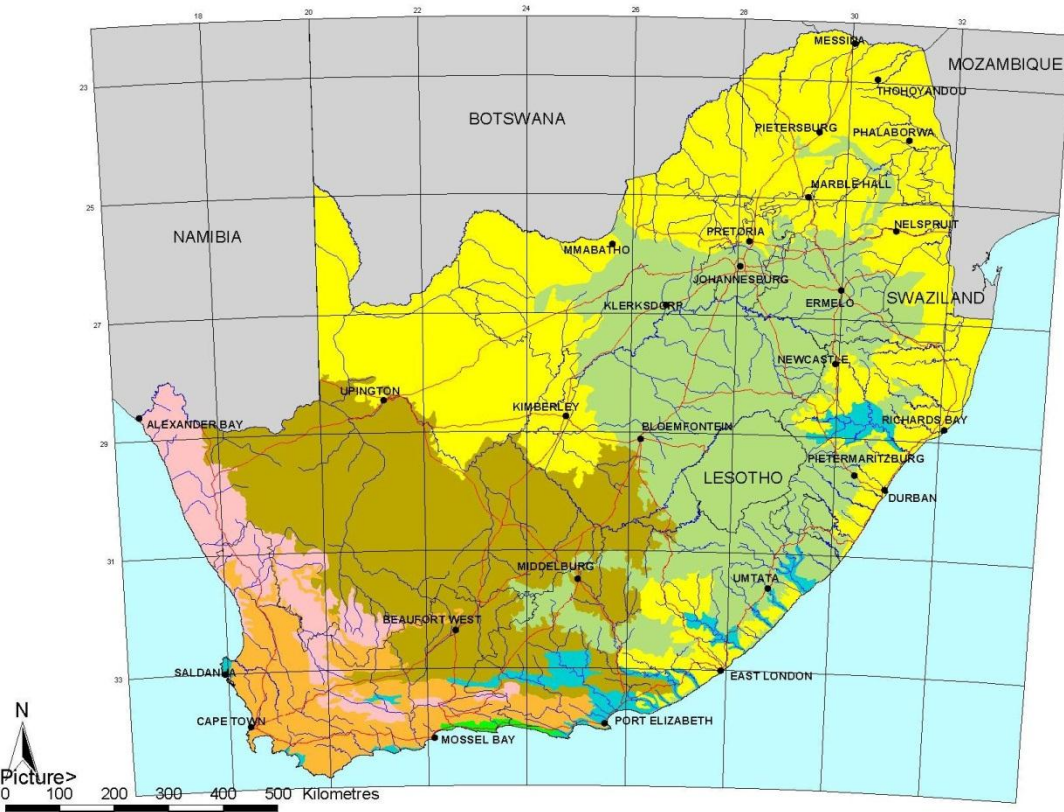 18
20
22
24
26
28
30
32
MESSINA
MOZAMBIQUE
23
THOHOYANDOU
BOTSWANA
PIETERSBURG
PHALABORWA
MARBLE HALL
25
NAMIBIA
NELSPRUIT
PRETORIA
MMABATHO
JOHANNESBURG
SWAZILAND
KLERKSDORP
ERMELO
27
NEWCASTLE
UPINGTON
KIMBERLEY
RICHARDS BAY
ALEXANDER BAY
BLOEMFONTEIN
29
PIETERMARITZBURG
LESOTHO
DURBAN
31
MIDDELBURG
UMTATA
BEAUFORT WEST
SALDANHA
33
EAST LONDON
N
CAPE TOWN
PORT ELIZABETH
MOSSEL BAY
Picture>
0 100 200 300 400 500 Kilometres